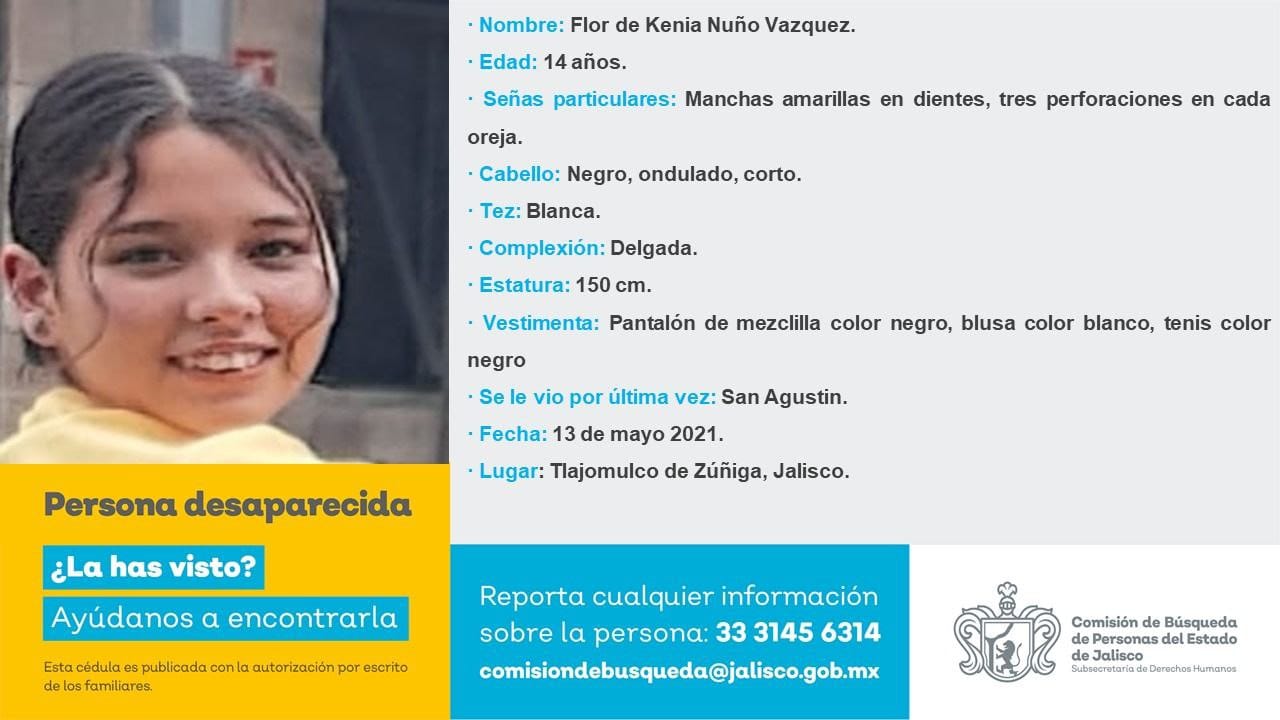 · Nombre: Flor de Kenia Nuño Vazquez.
· Edad: 14 años.
· Señas particulares: Manchas amarillas en dientes, tres perforaciones en cada
oreja.
· Cabello: Negro, ondulado, corto.
· Tez: Blanca.
· Complexión: Delgada.
· Estatura: 150 cm.
· Vestimenta: Pantalón de mezclilla color negro, blusa color blanco, tenis color
negro
· Se le vio por última vez: San Agustin.
· Fecha: 13 de mayo 2021.
· Lugar: Tlajomulco de Zúñiga, Jalisco.
Persona desaparecida
¿La has visto?
Ayúdanos a encontrarla
Esta cédula es publicada con la autorización por escrito
de los familiares.
Reporta cualquier información
sobre la persona: 33 3145 6314
comisiondebusqueda@jalisco.gob.mx
Comisión de Búsqueda
de Personas del Estado
de Jalisco
Subsecretaría de Derechos Humanos